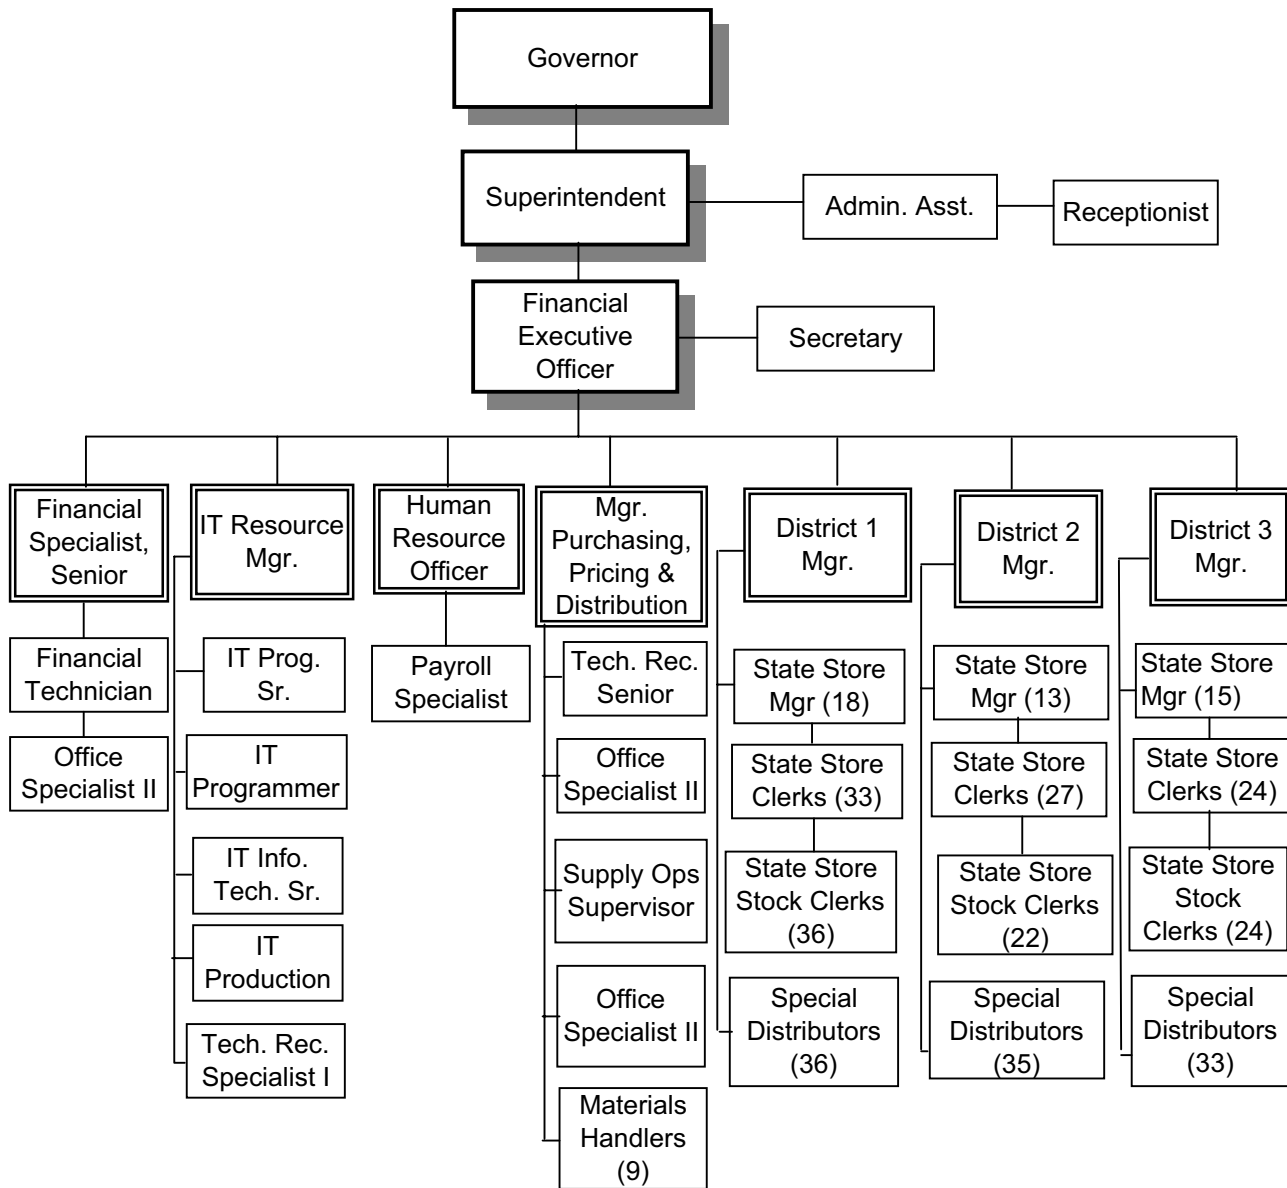 Governor
Superintendent
Admin. Asst.
Receptionist
Financial
Executive
Officer
Secretary
Financial
Specialist,
Senior
IT Resource
Mgr.
Human
Resource
Officer
Mgr.
Purchasing,
Pricing &
Distribution
District 1
Mgr.
District 2
Mgr.
District 3
Mgr.
Financial
Technician
Office
Specialist II
IT Prog.
Sr.
IT
Programmer
IT Info.
Tech. Sr.
IT
Production
Tech. Rec.
Specialist I
Payroll
Specialist
Tech. Rec.
Senior
Office
Specialist II
Supply Ops
Supervisor
Office
Specialist II
Materials
Handlers
(9)
State Store
Mgr (18)
State Store
Clerks (33)
State Store
Stock Clerks
(36)
Special
Distributors
(36)
State Store
Mgr (13)
State Store
Clerks (27)
State Store
Stock Clerks
(22)
Special
Distributors
(35)
State Store
Mgr (15)
State Store
Clerks (24)
State Store
Stock
Clerks (24)
Special
Distributors
(33)